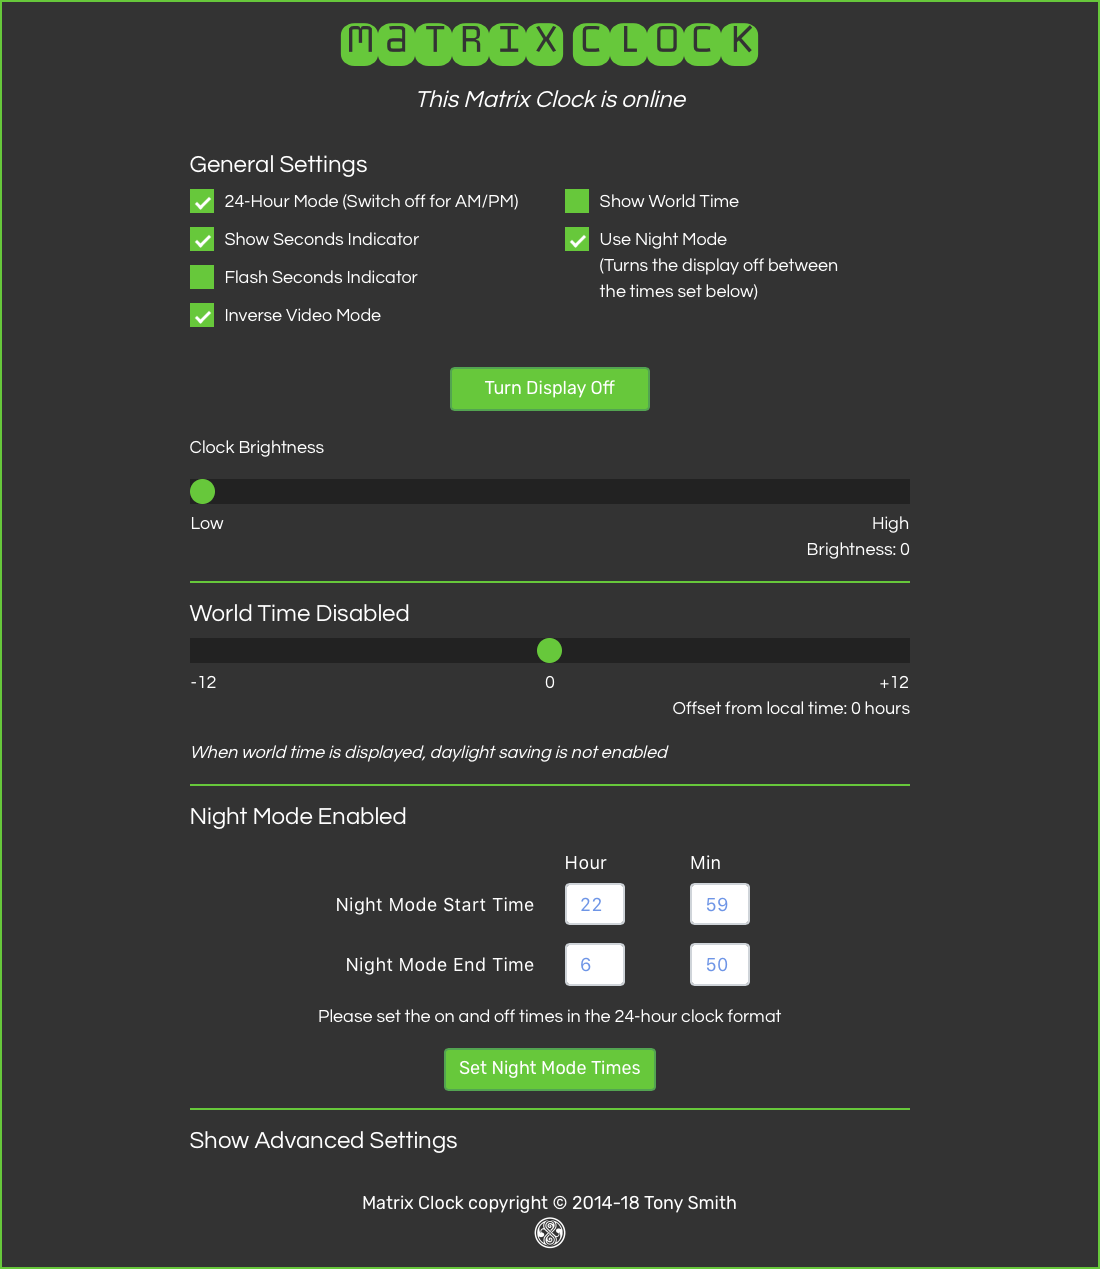 maTRIX CLOCK
This Matrix Clock is online
General Settings
24-Hour Mode (Switch off for AM/PM)
Show Seconds Indicator
Flash Seconds Indicator
Inverse Video Mode
Show World Time
Use Night Mode
(Turns the display off between
the times set below)
Turn Display Off
Clock Brightness
Low High
Brightness: 0
World Time Disabled
-12 0 +12
Offset from local time: 0 hours
When world time is displayed, daylight saving is not enabled
Night Mode Enabled
Hour Min
Night Mode Start Time 22 59
Night Mode End Time 6 50
Please set the on and off times in the 24-hour clock format
Set Night Mode Times
Show Advanced Settings
Matrix Clock copyright © 2014-18 Tony Smith